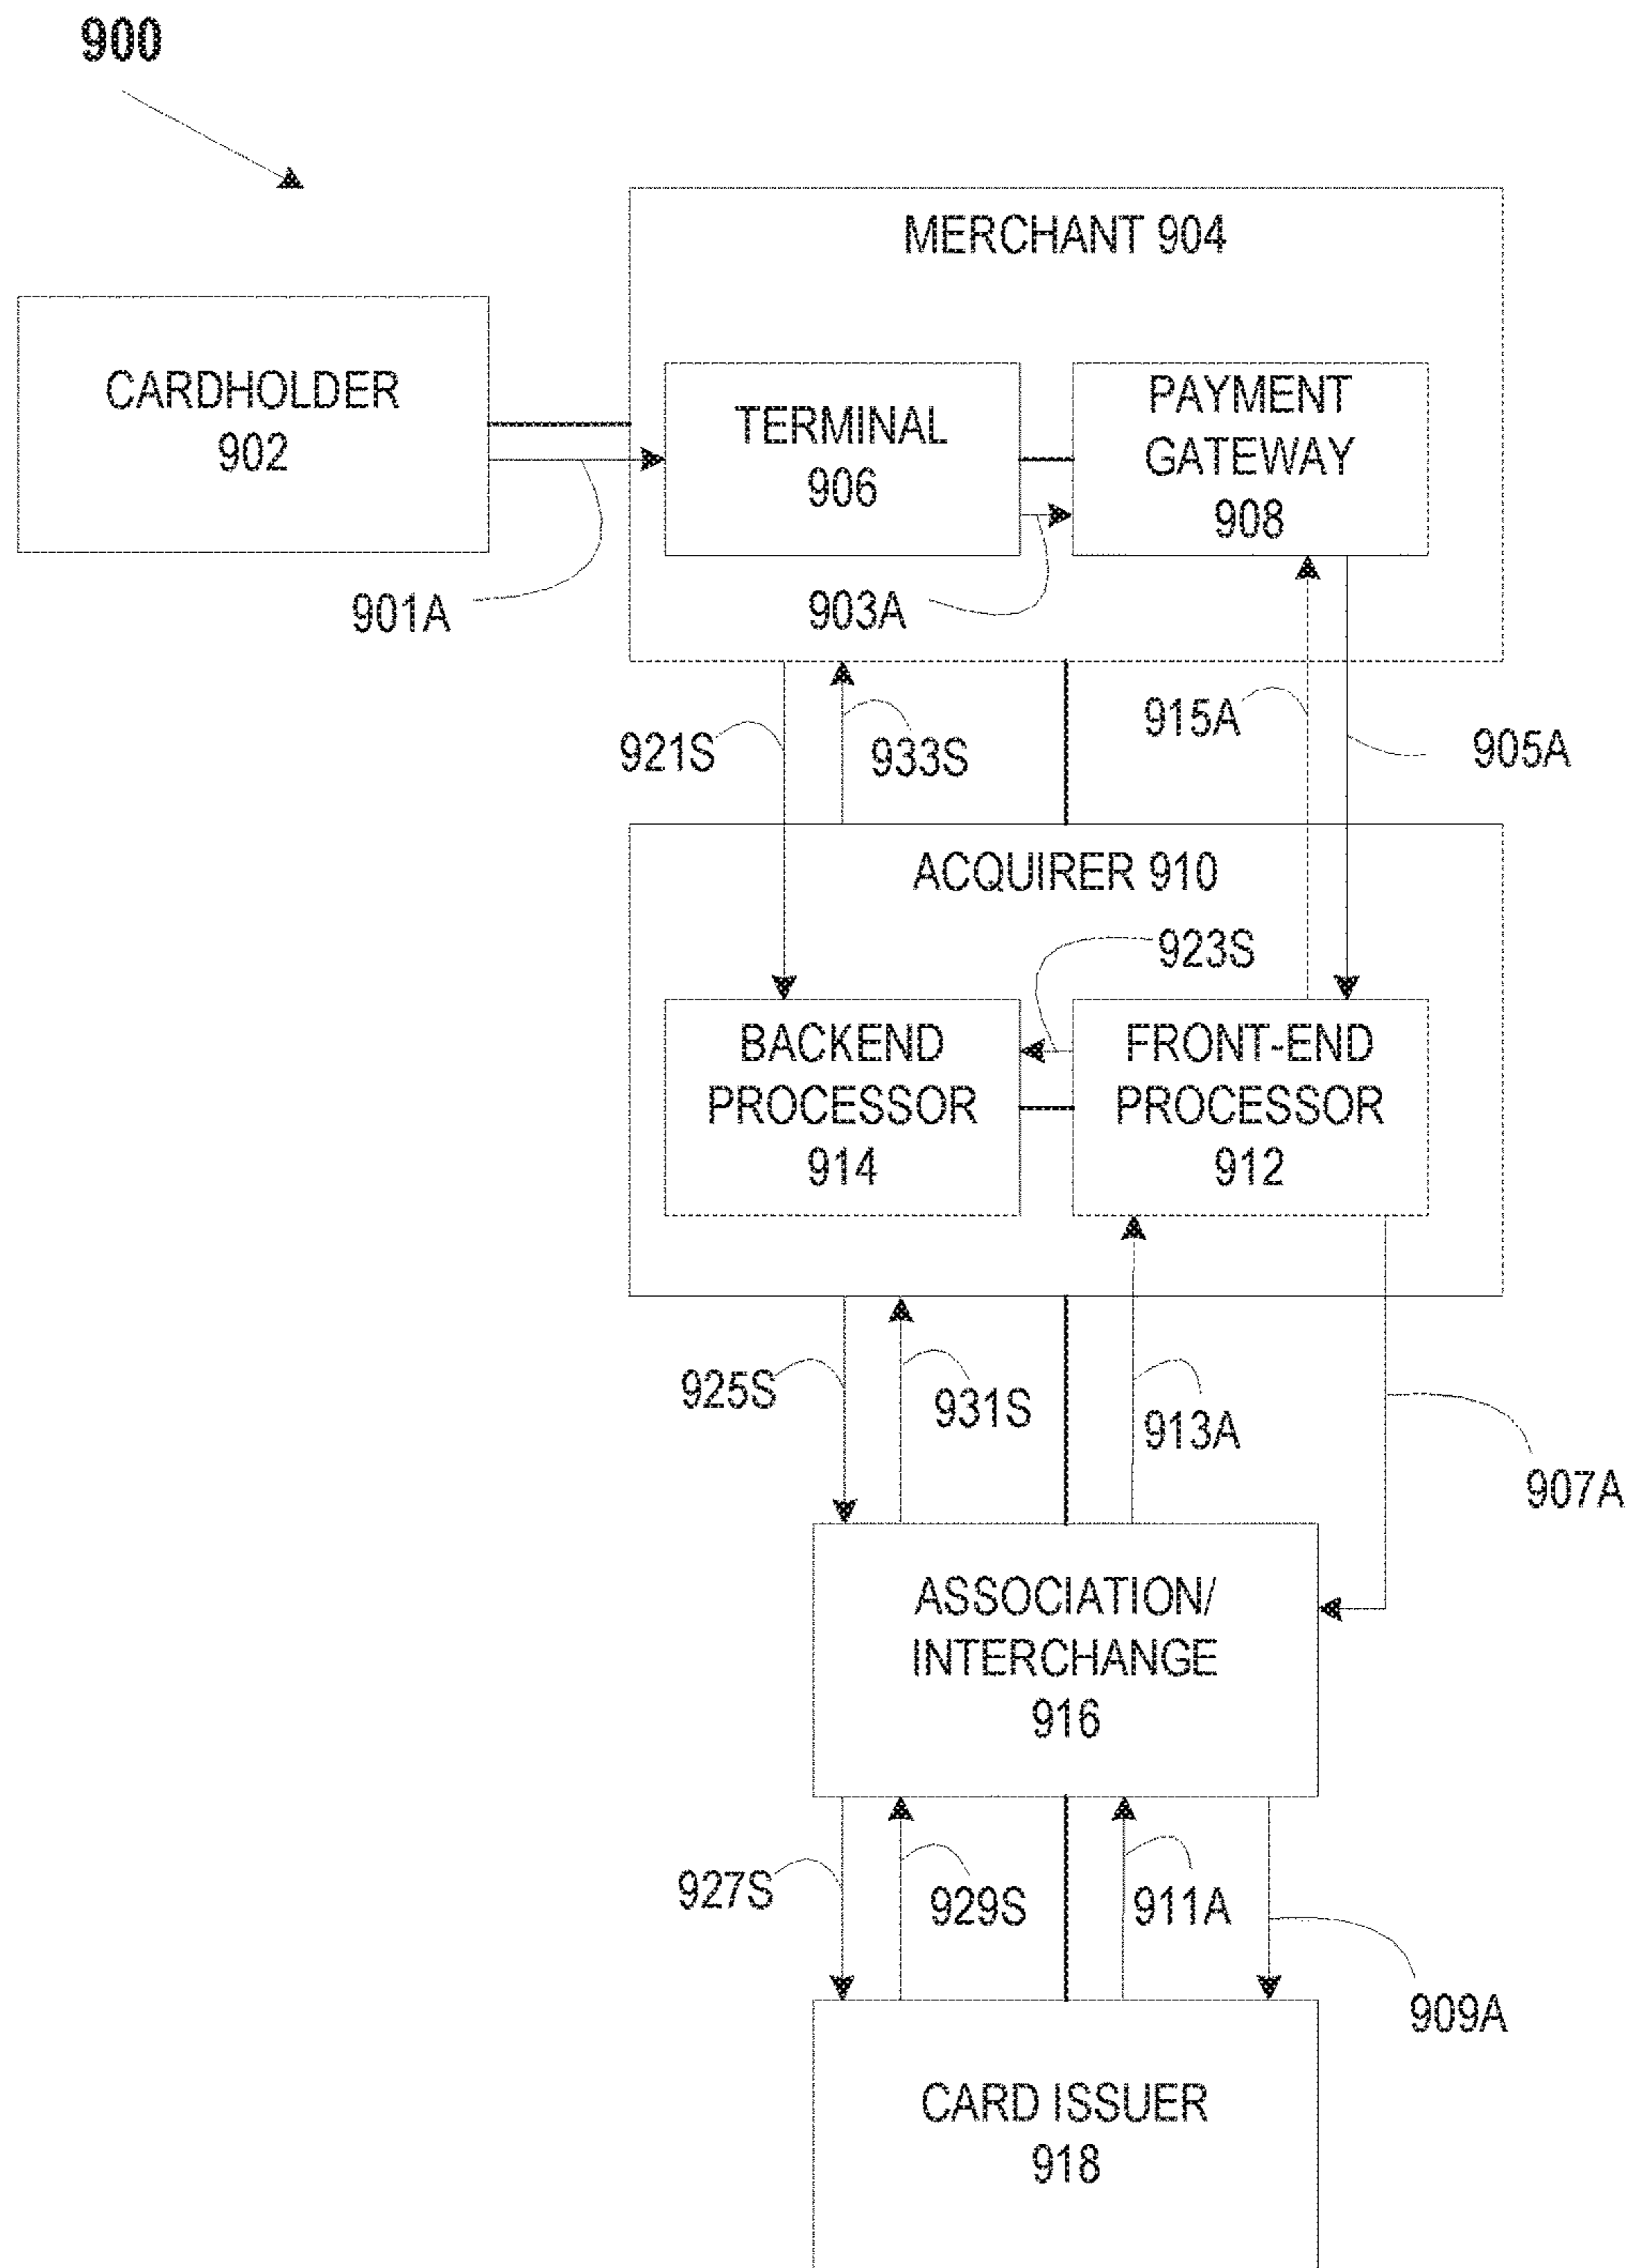 900
MERCHANT 904
CARDHOLDER
902
TERMINAL
906
PAYMENT
GATEWAY
908
901A
903A
921S
933S
915A
905A
ACQUIRER 910
923S
BACKEND
PROCESSOR
914
FRONT-END
PROCESSOR
912
925S
931S
913A
907A
ASSOCIATION/
INTERCHANGE
916
927S
929S
911A
909A
CARD ISSUER
918